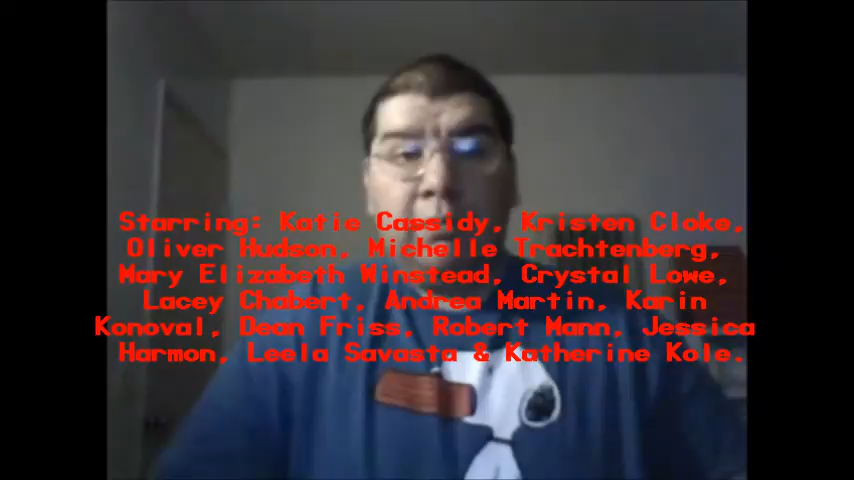 Starring: Katie Cassidy, Kristen Cloke,
Oliver Hudson, Michelle Trachtenberg,
Mary Elizabeth Winstead, Crystal Lowe,
Lacey Chabert, Andrea Martin, Karin
Konoval, Dean Friss, Robert Mann, Jessica
Harmon, Leela Savasta & Katherine Kole.